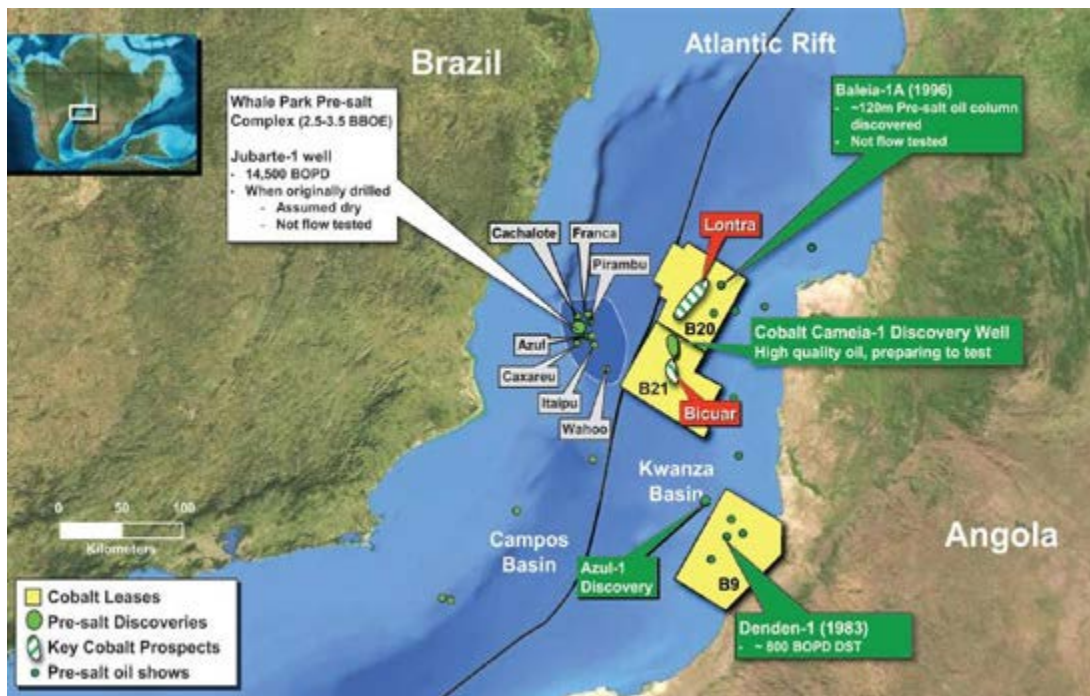 Brazil
Atlantic Rift
Whale Park Pre-salt
Complex (2.5-3.5 BBOE)
Jubarte-1 well
- 14,500 BOPD
- When originally drilled
- Assumed dry
- Not flow tested
Baleia-1A (1996)
- ~120m Pre-salt oil column
discovered
- Not flow tested
Cachalote
Franca
Pirambu
Lontra
B20
Azul
Caxareu
Itaipu
Wahoo
Cobalt Cameia-1 Discovery Well
High quality oil, preparing to test
B21
Bicuar
Kwanza
Basin
Campos
Basin
Angola
Azul-1
Discovery
B9
Denden-1 (1983)
- ~ 800 BOPD DST
0 50 100
Kilometers
Cobalt Leases
Pre-salt Discoveries
Key Cobalt Prospects
Pre-salt oil shows